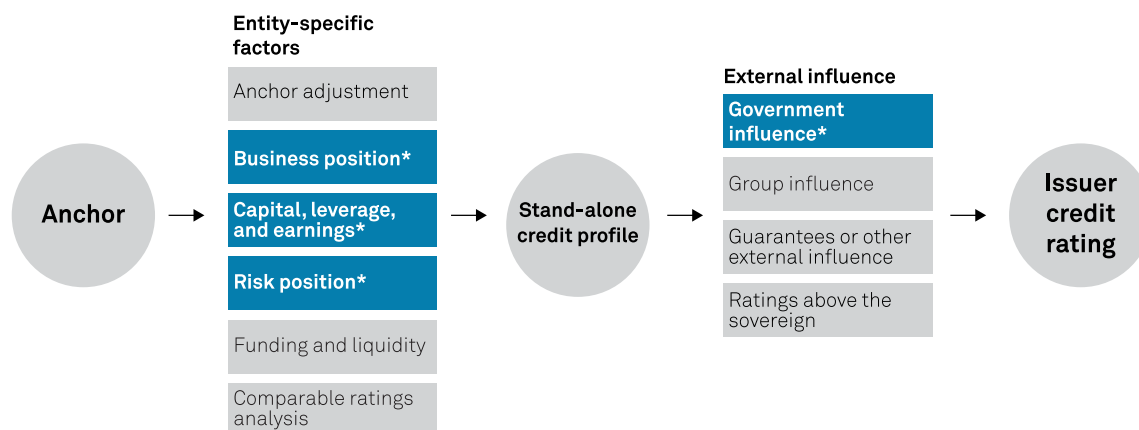 Entity-specific
factors
Anchor adjustment
Business position*
Capital, leverage,
and earnings*
Risk position*
Funding and liquidity
Comparable ratings
analysis
Anchor
Stand-alone
credit profile
External influence
Government
influence*
Group influence
Guarantees or other
external influence
Ratings above the
sovereign
Issuer
credit
rating